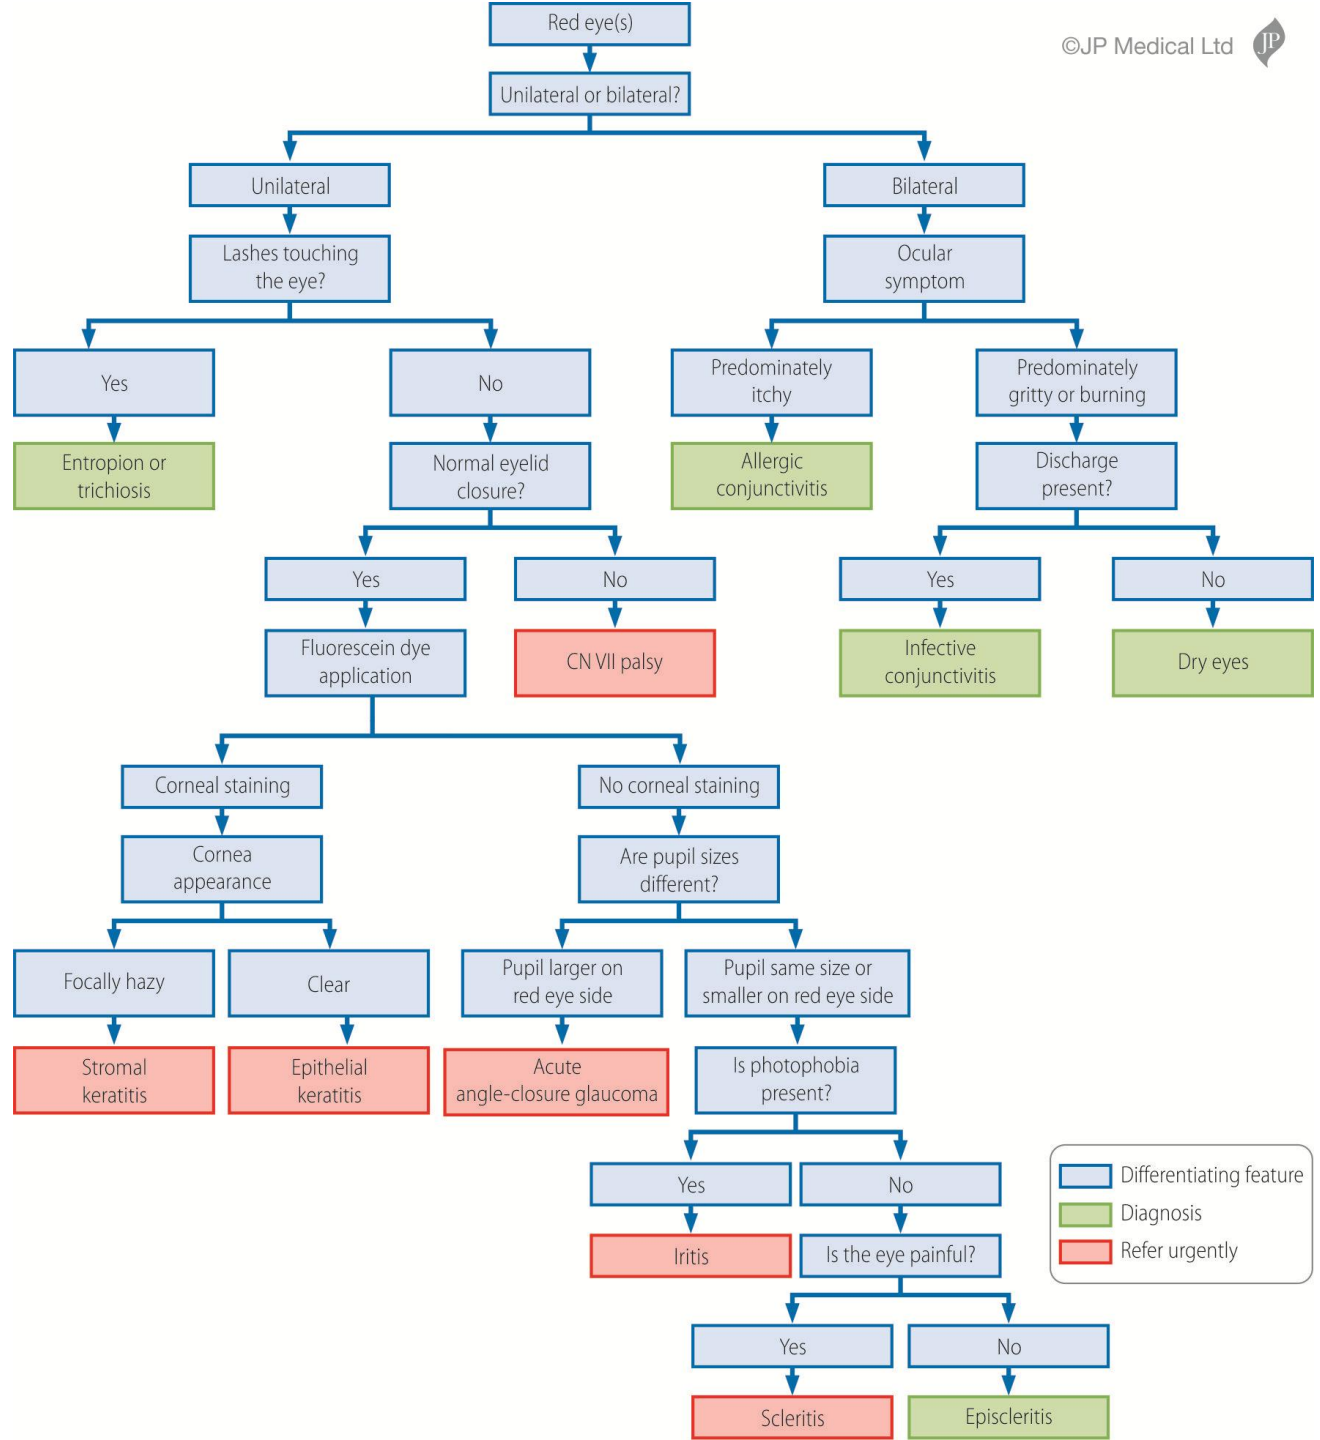 Red eye(s)
©JP Medical Ltd
JP
Unilateral or bilateral?
Unilateral
Bilateral
Lashes touching
the eye?
Ocular
symptom
Yes
No
Predominately
itchy
Predominately
gritty or burning
Entropion or
trichiosis
Normal eyelid
closure?
Allergic
conjunctivitis
Discharge
present?
Yes
No
Yes
No
Fluorescein dye
application
CN VII palsy
Infective
conjunctivitis
Dry eyes
Corneal staining
No corneal staining
Cornea
appearance
Are pupil sizes
different?
Focally hazy
Clear
Pupil larger on
red eye side
Pupil same size or
smaller on red eye side
Stromal
keratitis
Epithelial
keratitis
Acute
angle-closure glaucoma
Is photophobia
present?
Yes
No
Iritis
Is the eye painful?
Yes
No
Scleritis
Episcleritis
Differentiating feature
Diagnosis
Refer urgently